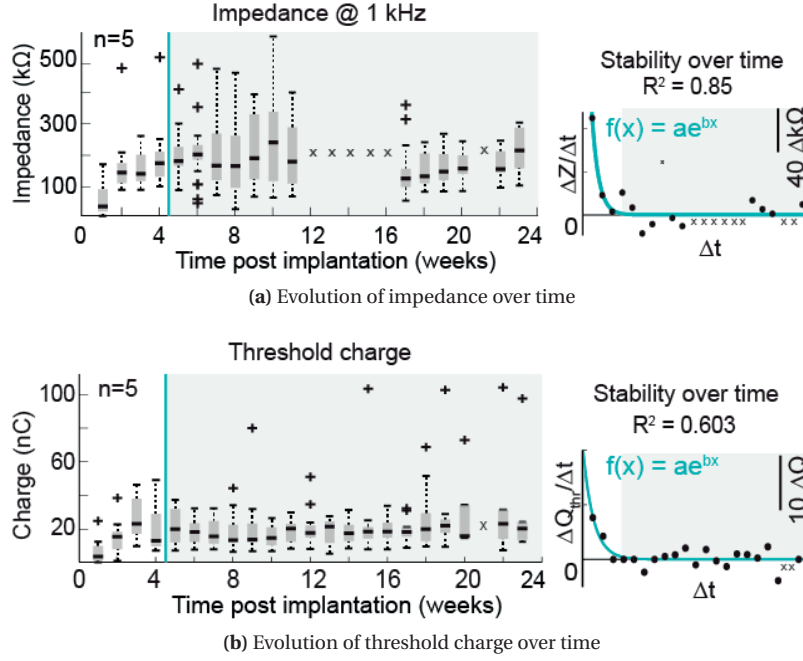 Impedance @ 1 kHz
n=5
Impedance (kΩ)
500
300
100
0 4 8 12 16 20 24
x x x x x x
Time post implantation (weeks)
Stability over time
R² = 0.85
f(x) = ae^bx
ΔZ/Δt
40 ΔkΩ
0
x x x x x x x x x
Δt
(a) Evolution of impedance over time
Threshold charge
n=5
Charge (nC)
100
60
20
0 4 8 12 16 20 24
x
Time post implantation (weeks)
Stability over time
R² = 0.603
f(x) = ae^bx
ΔQthr/Δt
10 ΔQ
0
xx
Δt
(b) Evolution of threshold charge over time